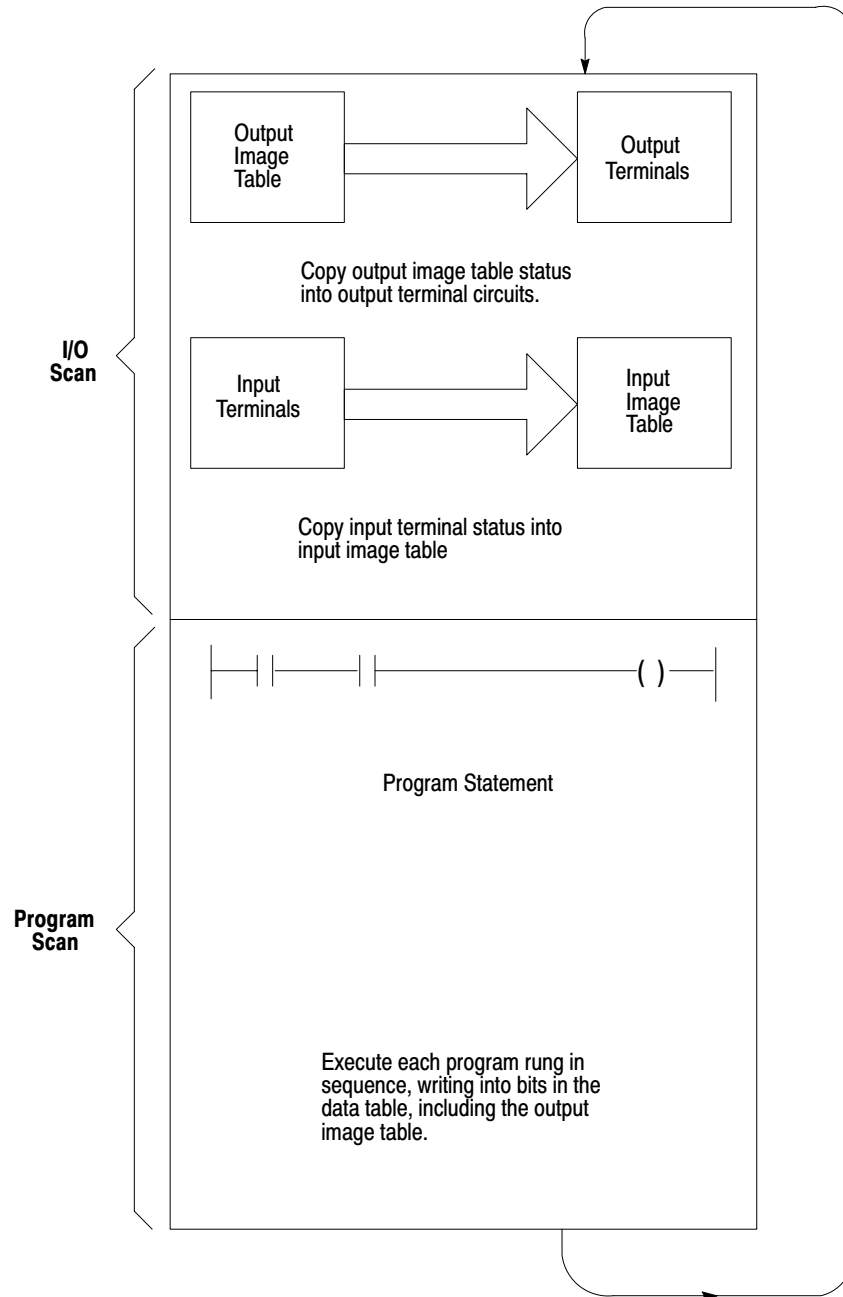 Output
Image
Table
Output
Terminals
Copy output image table status
into output terminal circuits.
I/O
Scan
Input
Terminals
Input
Image
Table
Copy input terminal status into
input image table
( )
Program Statement
Program
Scan
Execute each program rung in
sequence, writing into bits in the
data table, including the output
image table.